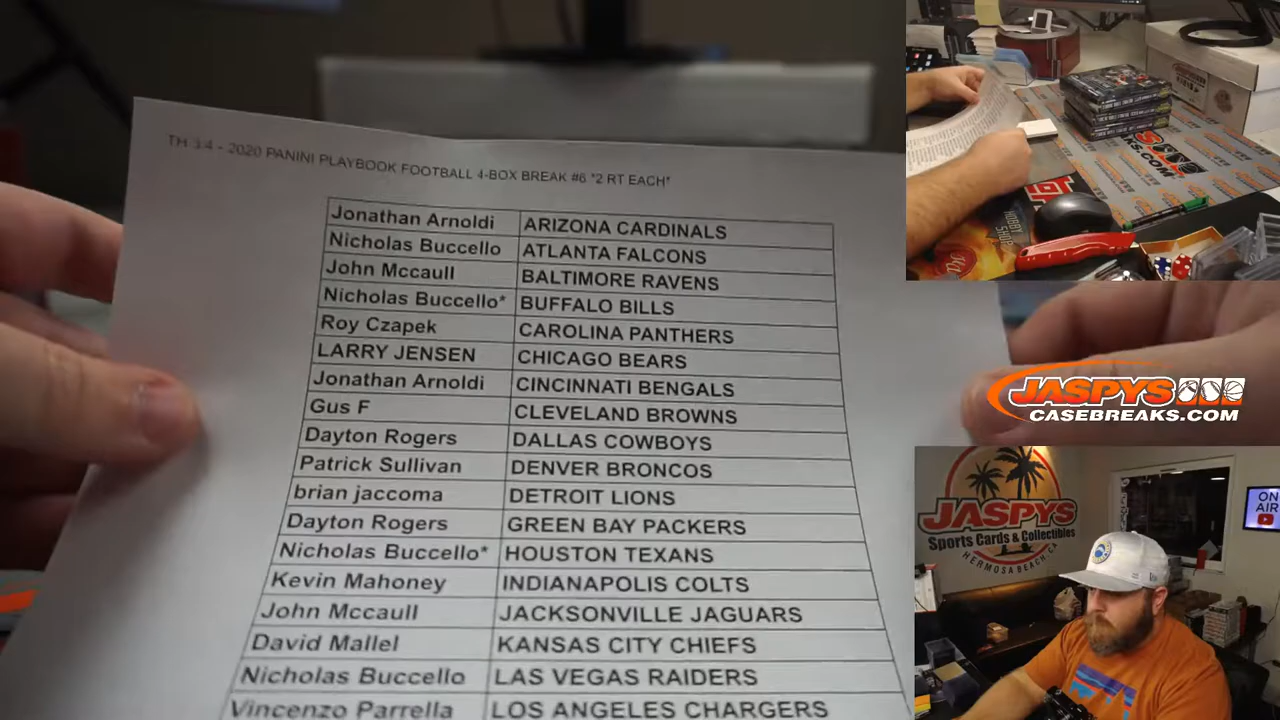 TH 3.4 - 2020 PANINI PLAYBOOK FOOTBALL 4-BOX BREAK #6 *2 RT EACH*
Jonathan Arnoldi ARIZONA CARDINALS
Nicholas Buccello ATLANTA FALCONS
John Mccaull BALTIMORE RAVENS
Nicholas Buccello* BUFFALO BILLS
Roy Czapek CAROLINA PANTHERS
LARRY JENSEN CHICAGO BEARS
Jonathan Arnoldi CINCINNATI BENGALS
Gus F CLEVELAND BROWNS
Dayton Rogers DALLAS COWBOYS
Patrick Sullivan DENVER BRONCOS
brian jaccoma DETROIT LIONS
Dayton Rogers GREEN BAY PACKERS
Nicholas Buccello* HOUSTON TEXANS
Kevin Mahoney INDIANAPOLIS COLTS
John Mccaull JACKSONVILLE JAGUARS
David Mallel KANSAS CITY CHIEFS
Nicholas Buccello LAS VEGAS RAIDERS
Vincenzo Parrella LOS ANGELES CHARGERS
JASPYS
CASEBREAKS.COM
JASPYS
Sports Cards & Collectibles
HERMOSA BEACH, CA
ON
AIR
HOBBY
SHOP